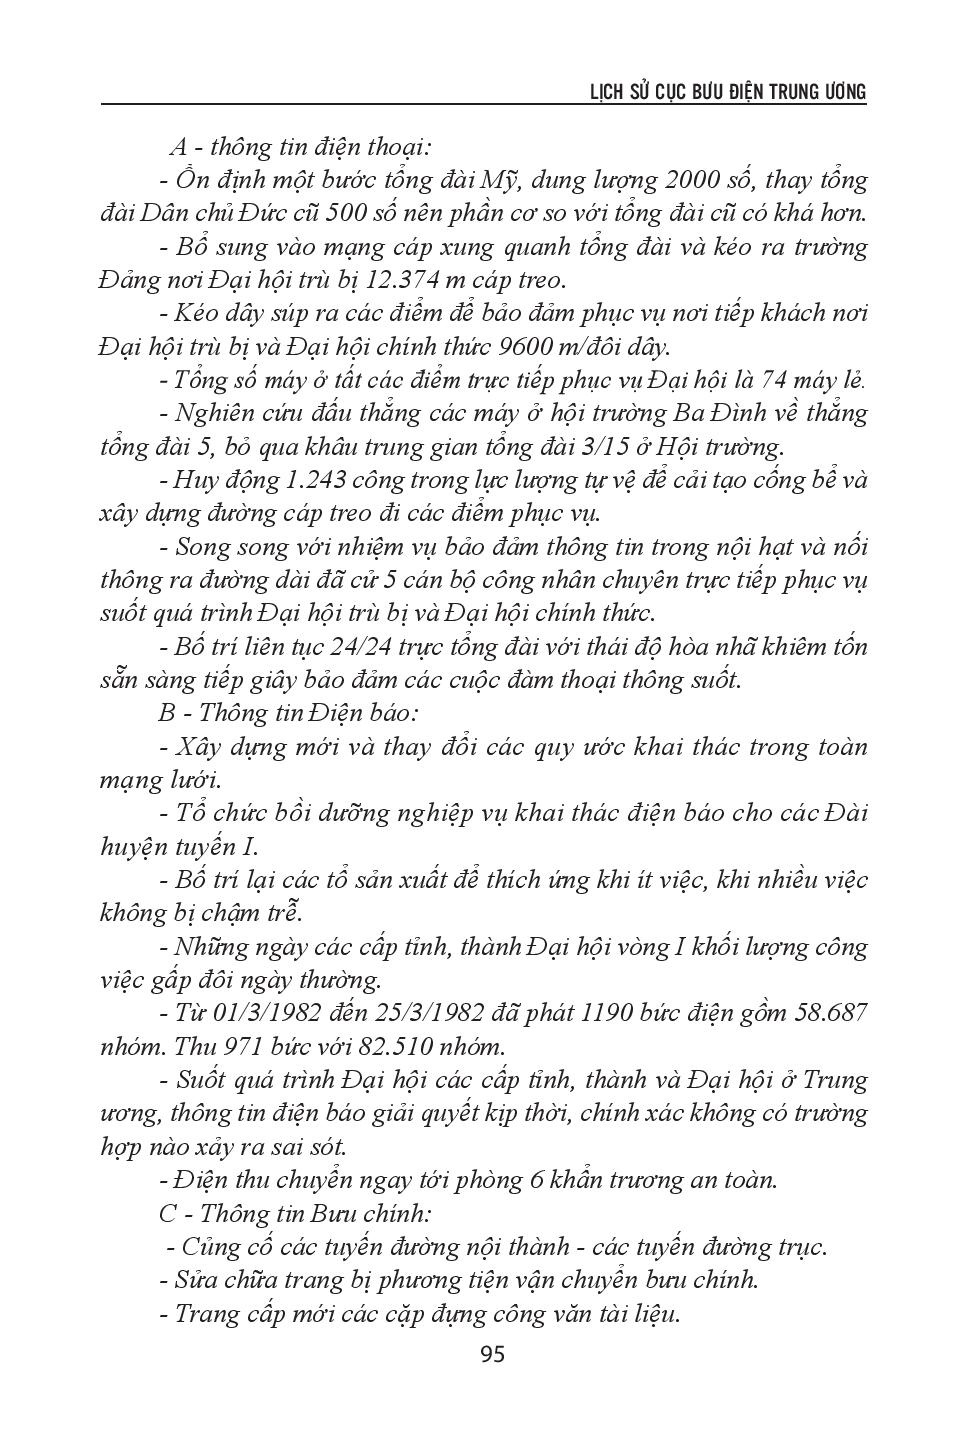 LỊCH SỬ CỤC BƯU ĐIỆN TRUNG ƯƠNG
A - thông tin điện thoại:
- Ổn định một bước tổng đài Mỹ, dung lượng 2000 số, thay tổng
đài Dân chủ Đức cũ 500 số nên phần cơ so với tổng đài cũ có khá hơn.
- Bổ sung vào mạng cáp xung quanh tổng đài và kéo ra trường
Đảng nơi Đại hội trù bị 12.374 m cáp treo.
- Kéo dây súp ra các điểm để bảo đảm phục vụ nơi tiếp khách nơi
Đại hội trù bị và Đại hội chính thức 9600 m/đôi dây.
- Tổng số máy ở tất các điểm trực tiếp phục vụ Đại hội là 74 máy lẻ.
- Nghiên cứu đấu thẳng các máy ở hội trường Ba Đình về thẳng
tổng đài 5, bỏ qua khâu trung gian tổng đài 3/15 ở Hội trường.
- Huy động 1.243 công trong lực lượng tự vệ để cải tạo cống bể và
xây dựng đường cáp treo đi các điểm phục vụ.
- Song song với nhiệm vụ bảo đảm thông tin trong nội hạt và nối
thông ra đường dài đã cử 5 cán bộ công nhân chuyên trực tiếp phục vụ
suốt quá trình Đại hội trù bị và Đại hội chính thức.
- Bố trí liên tục 24/24 trực tổng đài với thái độ hòa nhã khiêm tốn
sẵn sàng tiếp giây bảo đảm các cuộc đàm thoại thông suốt.
B - Thông tin Điện báo:
- Xây dựng mới và thay đổi các quy ước khai thác trong toàn
mạng lưới.
- Tổ chức bồi dưỡng nghiệp vụ khai thác điện báo cho các Đài
huyện tuyến I.
- Bố trí lại các tổ sản xuất để thích ứng khi ít việc, khi nhiều việc
không bị chậm trễ.
- Những ngày các cấp tỉnh, thành Đại hội vòng I khối lượng công
việc gấp đôi ngày thường.
- Từ 01/3/1982 đến 25/3/1982 đã phát 1190 bức điện gồm 58.687
nhóm. Thu 971 bức với 82.510 nhóm.
- Suốt quá trình Đại hội các cấp tỉnh, thành và Đại hội ở Trung
ương, thông tin điện báo giải quyết kịp thời, chính xác không có trường
hợp nào xảy ra sai sót.
- Điện thu chuyển ngay tới phòng 6 khẩn trương an toàn.
C - Thông tin Bưu chính:
- Củng cố các tuyến đường nội thành - các tuyến đường trục.
- Sửa chữa trang bị phương tiện vận chuyển bưu chính.
- Trang cấp mới các cặp đựng công văn tài liệu.
95